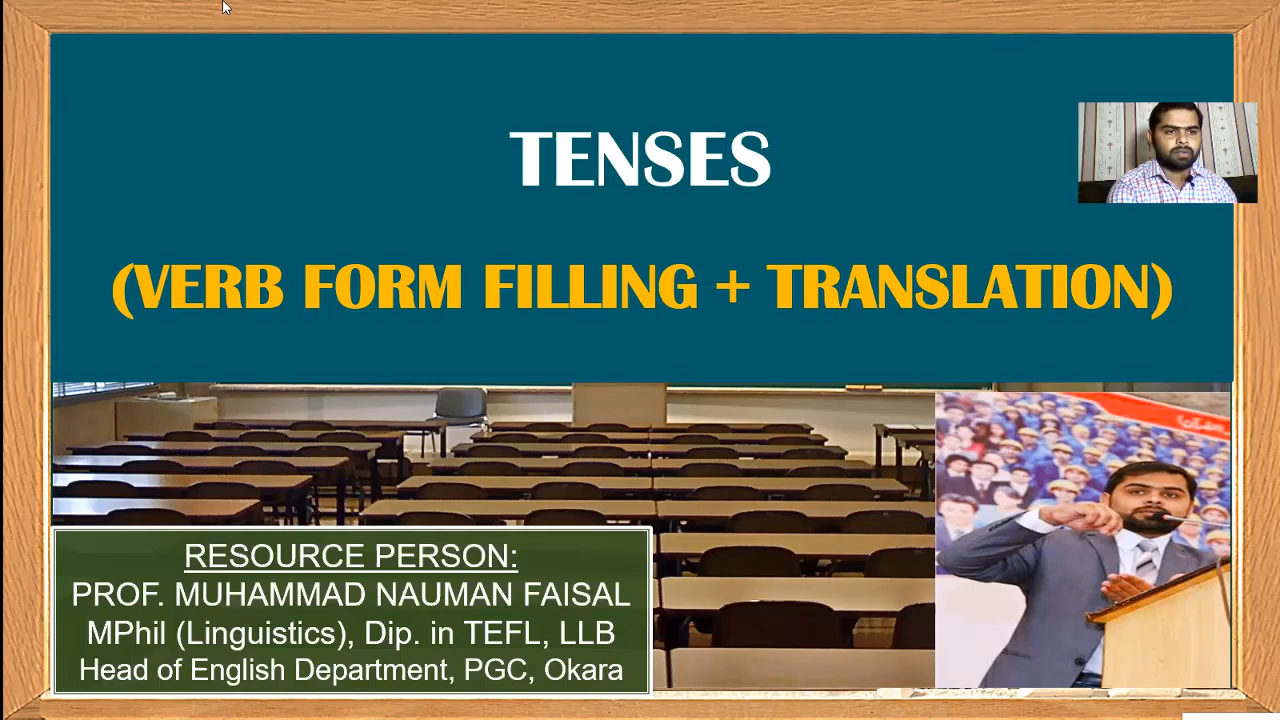 TENSES
(VERB FORM FILLING + TRANSLATION)
RESOURCE PERSON:
PROF. MUHAMMAD NAUMAN FAISAL
MPhil (Linguistics), Dip. in TEFL, LLB
Head of English Department, PGC, Okara